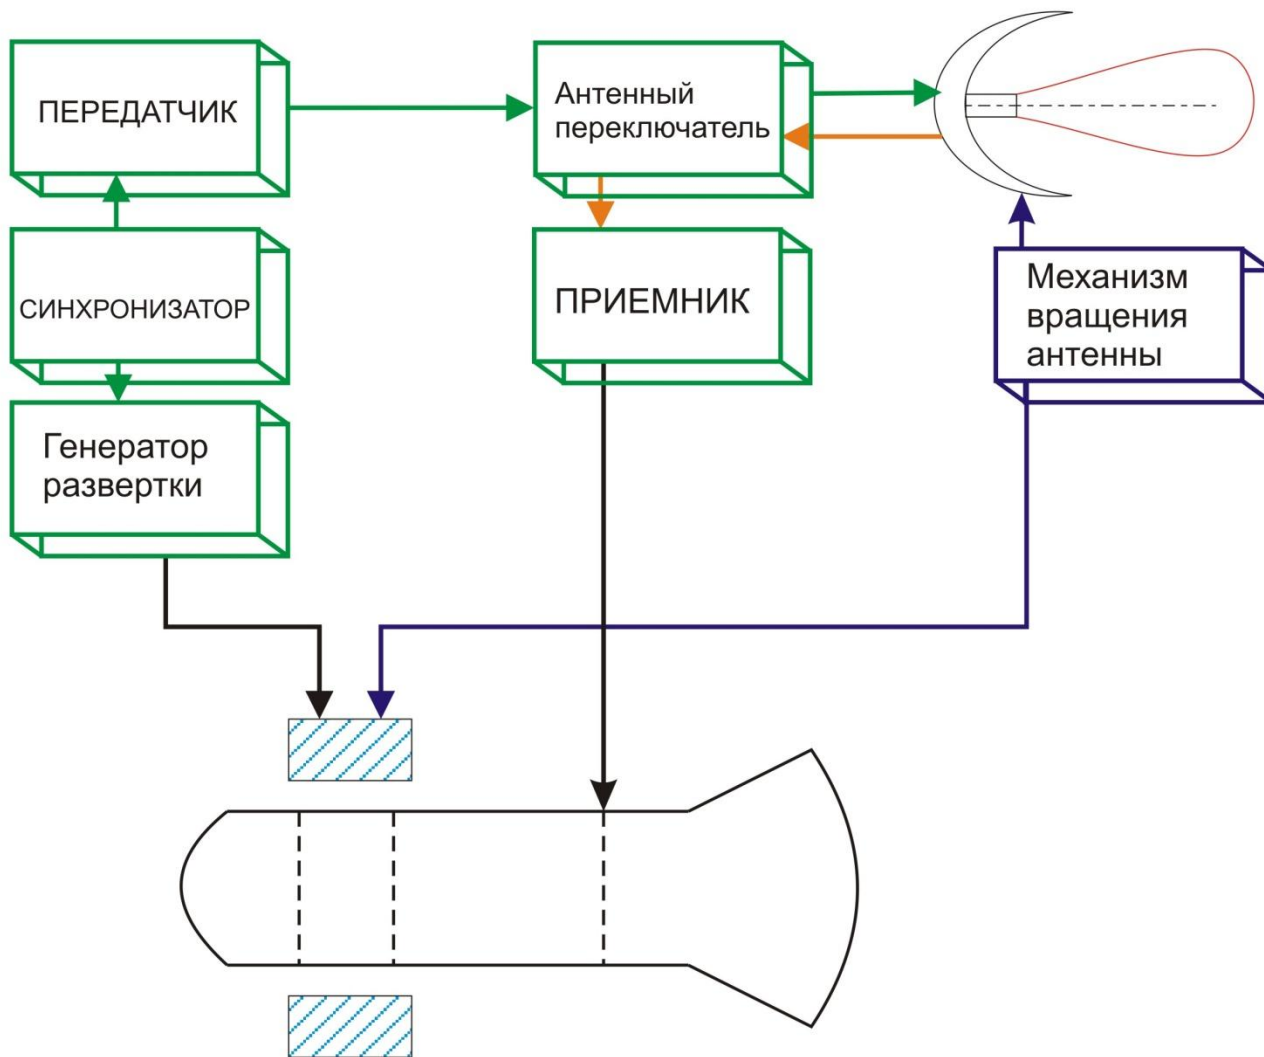 ПЕРЕДАТЧИК
Антенный
переключатель
СИНХРОНИЗАТОР
ПРИЕМНИК
Механизм
вращения
антенны
Генератор
развертки